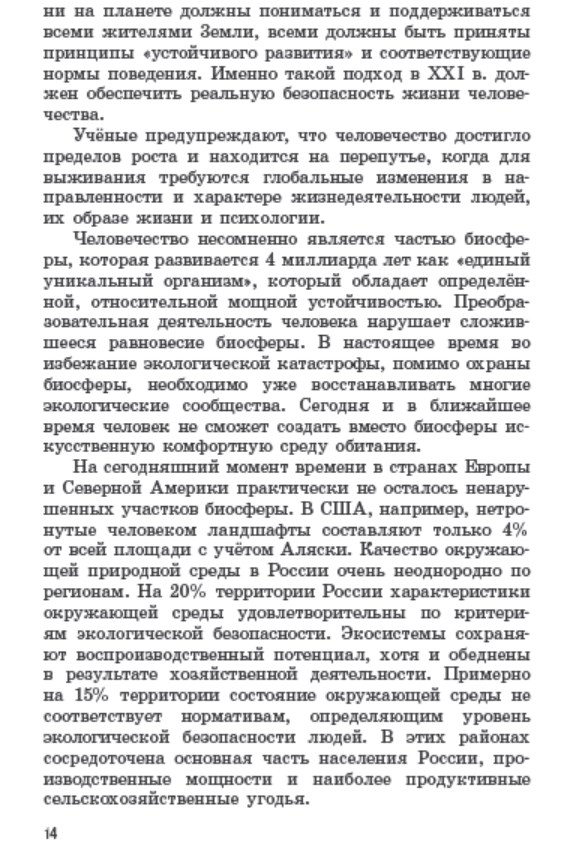 ни на планете должны пониматься и поддерживаться
всеми жителями Земли, всеми должны быть приняты
принципы «устойчивого развития» и соответствующие
нормы поведения. Именно такой подход в XXI в. дол-
жен обеспечить реальную безопасность жизни челове-
чества.
Учёные предупреждают, что человечество достигло
пределов роста и находится на перепутье, когда для
выживания требуются глобальные изменения в на-
правленности и характере жизнедеятельности людей,
их образе жизни и психологии.
Человечество несомненно является частью биосфе-
ры, которая развивается 4 миллиарда лет как «единый
уникальный организм», который обладает определён-
ной, относительной мощной устойчивостью. Преобра-
зовательная деятельность человека нарушает сложив-
шееся равновесие биосферы. В настоящее время во
избежание экологической катастрофы, помимо охраны
биосферы, необходимо уже восстанавливать многие
экологические сообщества. Сегодня и в ближайшее
время человек не сможет создать вместо биосферы ис-
кусственную комфортную среду обитания.
На сегодняшний момент времени в странах Европы
и Северной Америки практически не осталось ненару-
шенных участков биосферы. В США, например, нетро-
нутые человеком ландшафты составляют только 4%
от всей площади с учётом Аляски. Качество окружаю-
щей природной среды в России очень неоднородно по
регионам. На 20% территории России характеристики
окружающей среды удовлетворительны по критери-
ям экологической безопасности. Экосистемы сохраня-
ют воспроизводственный потенциал, хотя и обеднены
в результате хозяйственной деятельности. Примерно
на 15% территории состояние окружающей среды не
соответствует нормативам, определяющим уровень
экологической безопасности людей. В этих районах
сосредоточена основная часть населения России, про-
изводственные мощности и наиболее продуктивные
сельскохозяйственные угодья.
14